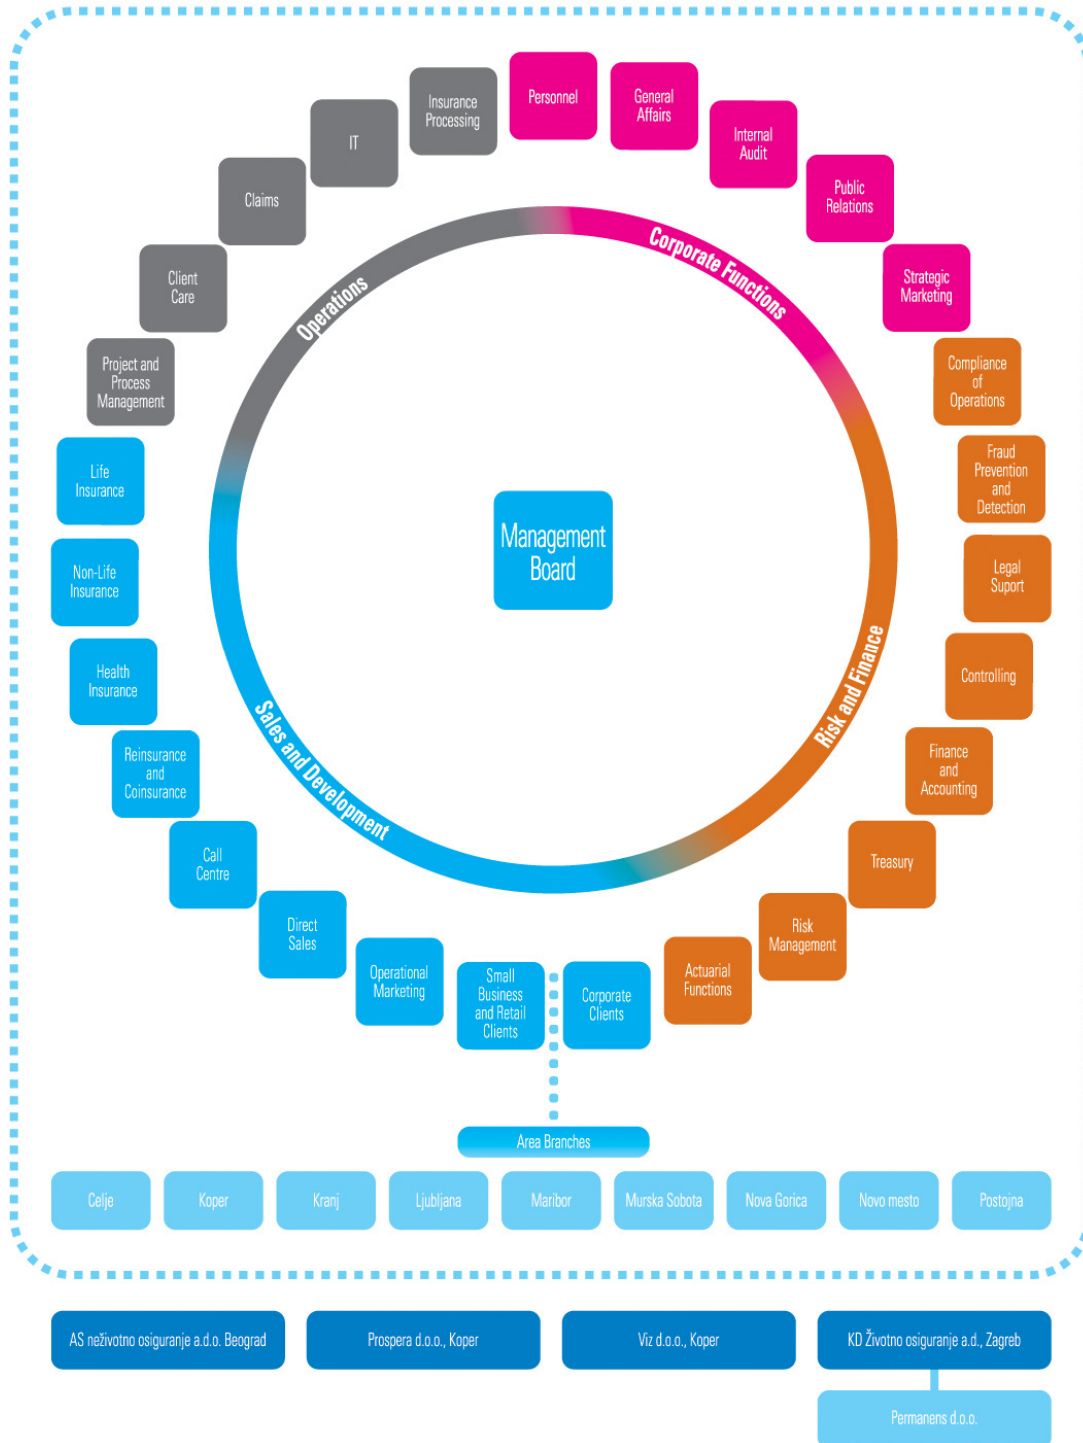 Personnel
General
Affairs
Internal
Audit
Public
Relations
Strategic
Marketing
Insurance
Processing
IT
Claims
Client
Care
Project and
Process
Management
Corporate Functions
Operations
Compliance
of
Operations
Fraud
Prevention
and
Detection
Legal
Suport
Controlling
Finance
and
Accounting
Treasury
Risk
Management
Actuarial
Functions
Risk and Finance
Management
Board
Life
Insurance
Non-Life
Insurance
Health
Insurance
Reinsurance
and
Coinsurance
Call
Centre
Direct
Sales
Operational
Marketing
Small
Business
and Retail
Clients
Corporate
Clients
Sales and Development
Area Branches
Celje
Koper
Kranj
Ljubljana
Maribor
Murska Sobota
Nova Gorica
Novo mesto
Postojna
AS neživotno osiguranje a.d.o. Beograd
Prospera d.o.o., Koper
Viz d.o.o., Koper
KD Životno osiguranje a.d., Zagreb
Permanens d.o.o.